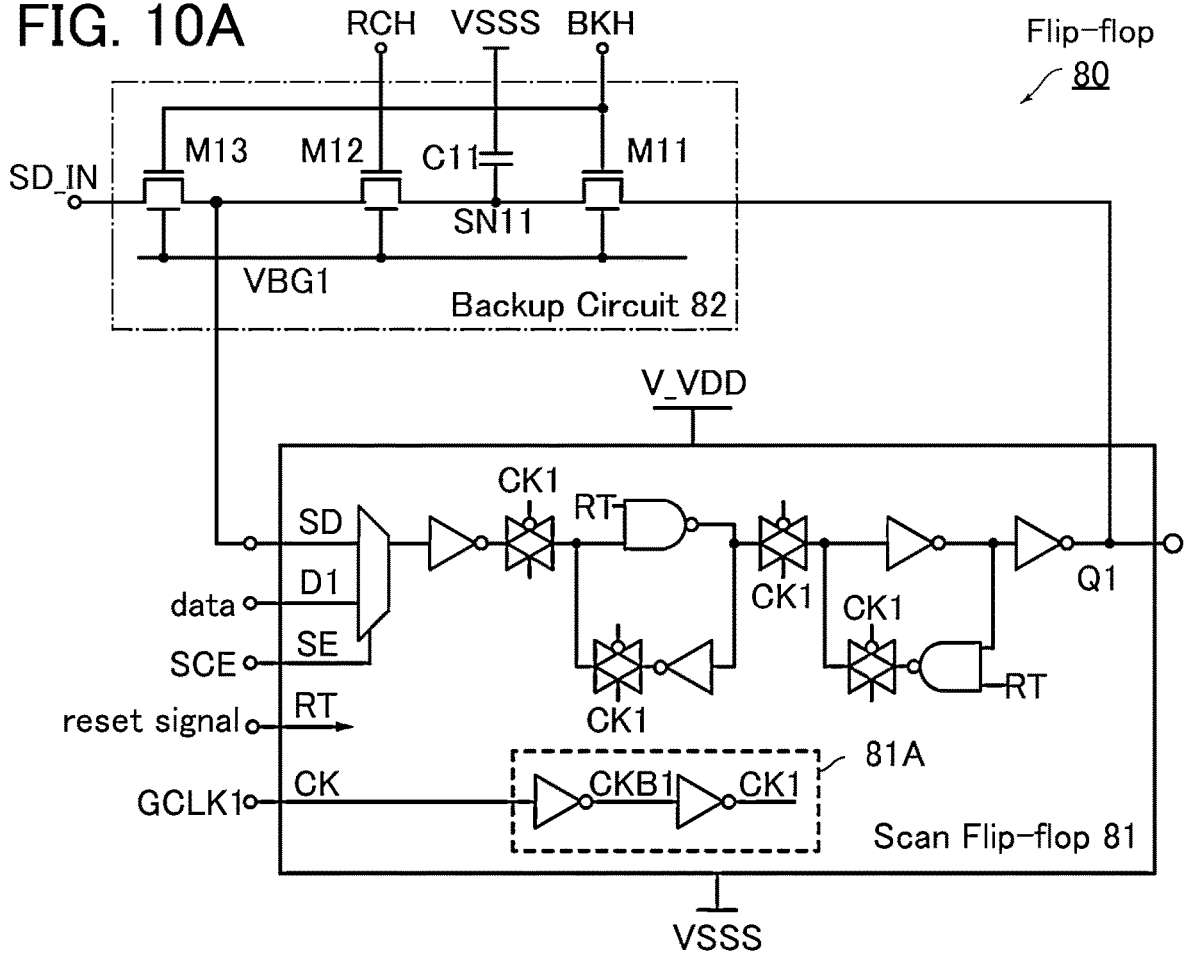 FIG. 10A
RCH
VSSS
BKH
Flip-flop
80
M13
M12
C11
M11
SD_IN
SN11
VBG1
Backup Circuit 82
V_VDD
CK1
RT
SD
CK1
Q1
D1
data
CK1
SE
SCE
CK1
RT
RT
reset signal
81A
CK
CKB1
CK1
GCLK1
Scan Flip-flop 81
VSSS